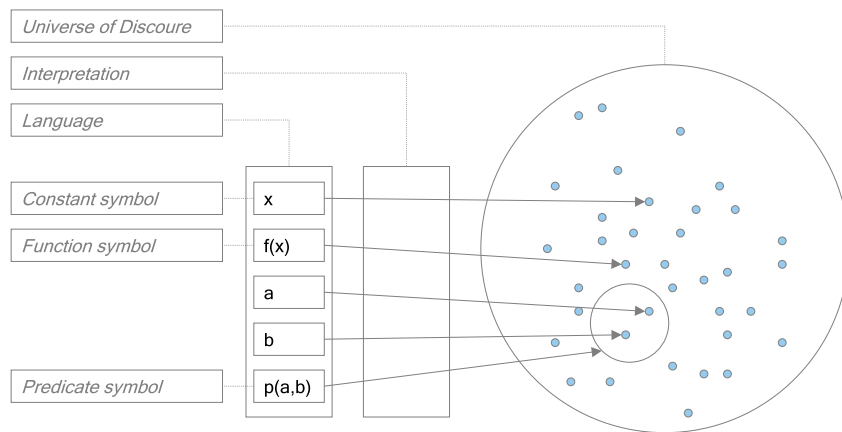 Universe of Discoure
Interpretation
Language
Constant symbol
x
Function symbol
f(x)
a
b
Predicate symbol
p(a,b)